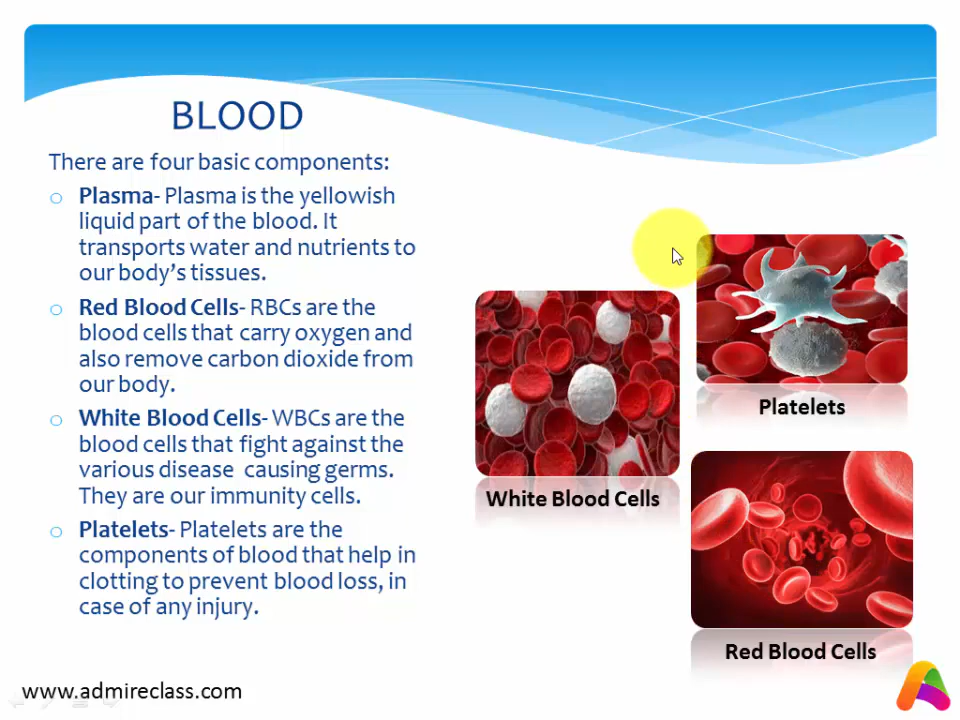 BLOOD
There are four basic components:
Plasma- Plasma is the yellowish
liquid part of the blood. It
transports water and nutrients to
our body's tissues.
Red Blood Cells- RBCs are the
blood cells that carry oxygen and
also remove carbon dioxide from
our body.
White Blood Cells- WBCs are the
blood cells that fight against the
various disease  causing germs.
They are our immunity cells.
Platelets- Platelets are the
components of blood that help in
clotting to prevent blood loss, in
case of any injury.
Platelets
White Blood Cells
Red Blood Cells
www.admireclass.com